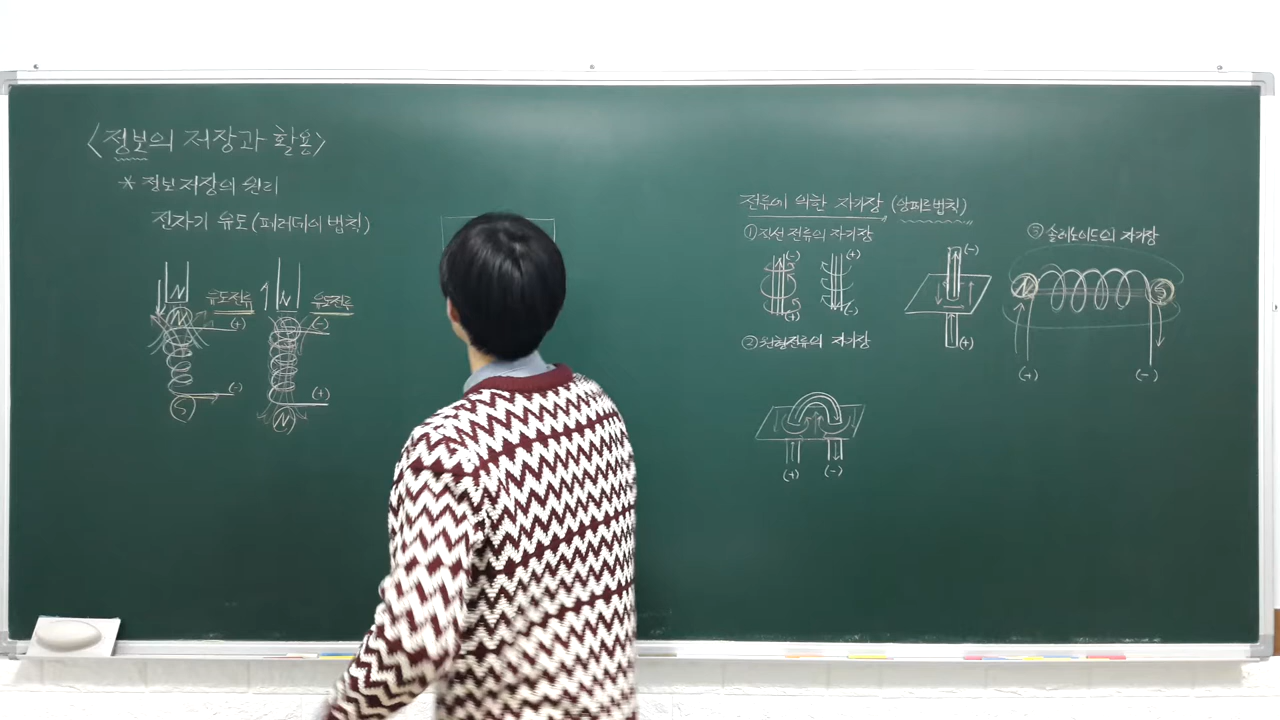 <정보의 저장과 활용>
* 정보 저장의 원리
전자기 유도(페러데이 법칙)
N
N
유도전류
(+)
(-)
S
N
N
유도전류
(-)
(+)
N
전류에 의한 자기장 (앙페르법칙)
① 직선 전류의 자기장
(-)
(+)
(+)
(-)
(-)
(+)
② 원형전류의 자기장
(+)
(-)
③ 솔레노이드의 자기장
N
S
(+)
(-)